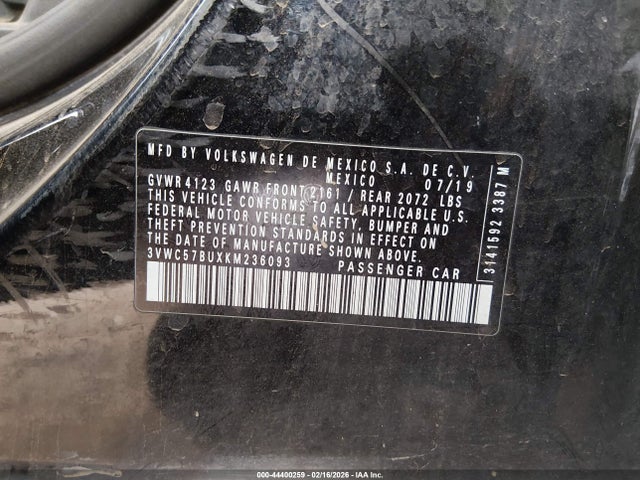 MFD BY VOLKSWAGEN DE MEXICO S.A. DE C.V.
MEXICO 07/19
GVWR 4123 GAWR FRONT 2161 / REAR 2072 LBS
THIS VEHICLE CONFORMS TO ALL APPLICABLE U.S.
FEDERAL MOTOR VEHICLE SAFETY, BUMPER AND
THEFT PREVENTION STANDARDS IN EFFECT ON
THE DATE OF MANUFACTURE SHOWN ABOVE.
3VWC57BUXKM236093 PASSENGER CAR
3141592 3387 M
000-44400259 - 02/16/2026 - IAA Inc.